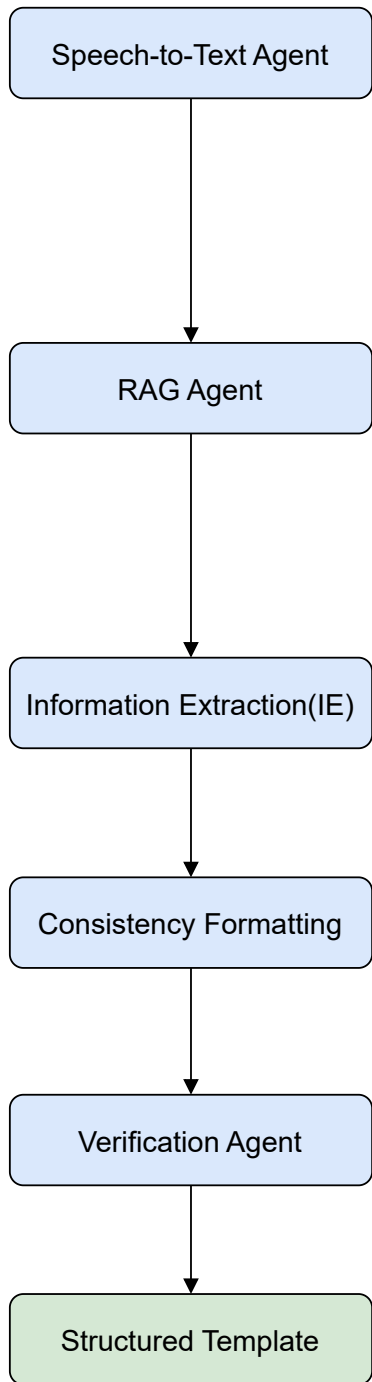 Speech-to-Text Agent
RAG Agent
Information Extraction(IE)
Consistency Formatting
Verification Agent
Structured Template